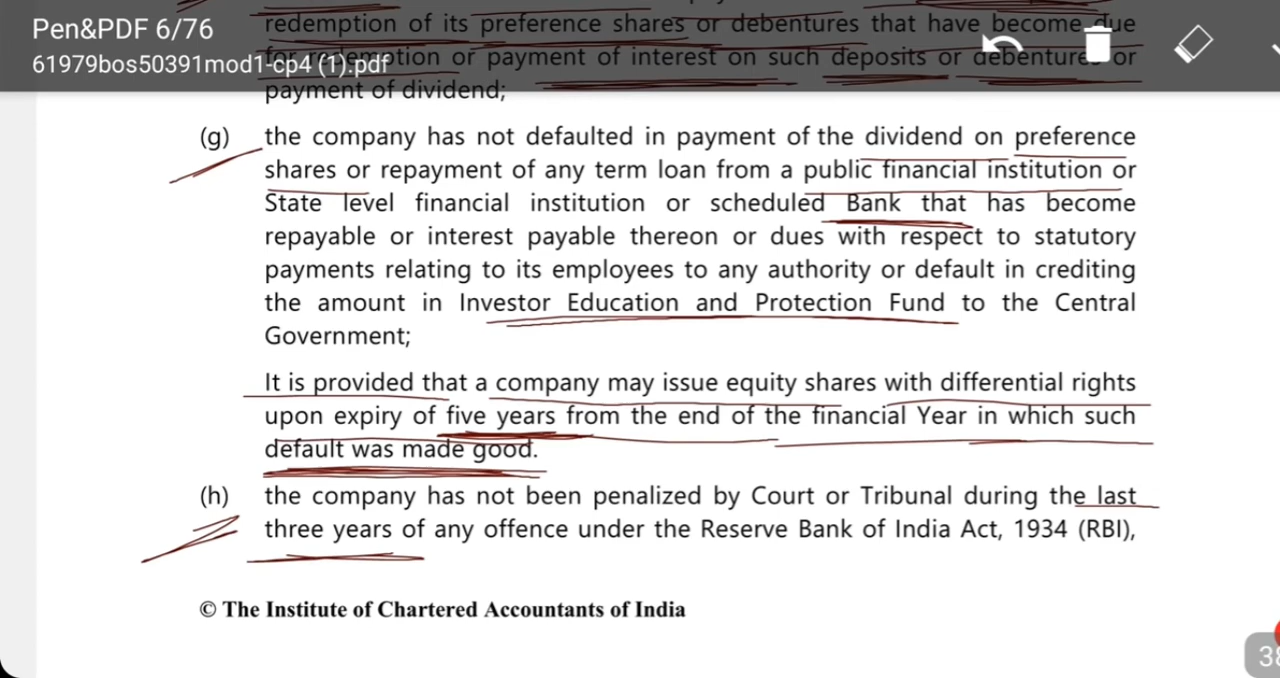 redemption of its preference shares or debentures that have become due
Pen&PDF 6/76
for redemption or payment of interest on such deposits or debentures or
61979bos50391mod1-cp4 (1).pdf
payment of dividend;
(g) the company has not defaulted in payment of the dividend on preference
shares or repayment of any term loan from a public financial institution or
State level financial institution or scheduled Bank that has become
repayable or interest payable thereon or dues with respect to statutory
payments relating to its employees to any authority or default in crediting
the amount in Investor Education and Protection Fund to the Central
Government;
It is provided that a company may issue equity shares with differential rights
upon expiry of five years from the end of the financial Year in which such
default was made good.
(h) the company has not been penalized by Court or Tribunal during the last
three years of any offence under the Reserve Bank of India Act, 1934 (RBI),
© The Institute of Chartered Accountants of India